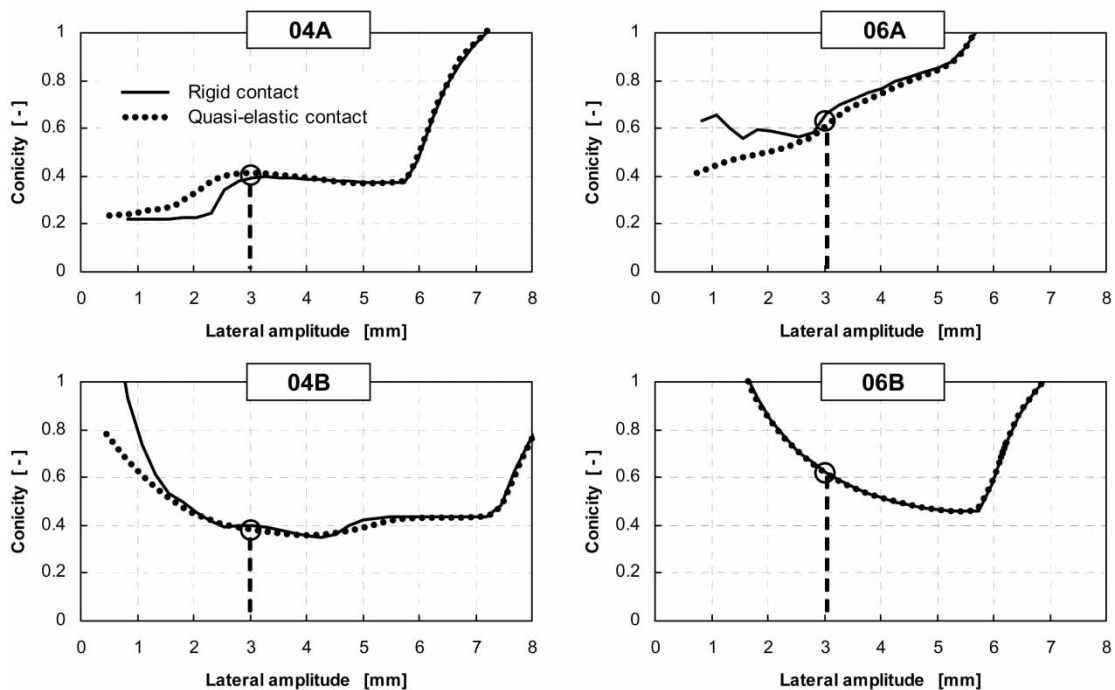 04A
1
0.8
0.6
0.4
0.2
0
Conicity [-]
Rigid contact
Quasi-elastic contact
0 1 2 3 4 5 6 7 8
Lateral amplitude [mm]
06A
1
0.8
0.6
0.4
0.2
0
Conicity [-]
0 1 2 3 4 5 6 7 8
Lateral amplitude [mm]
04B
1
0.8
0.6
0.4
0.2
0
Conicity [-]
0 1 2 3 4 5 6 7 8
Lateral amplitude [mm]
06B
1
0.8
0.6
0.4
0.2
0
Conicity [-]
0 1 2 3 4 5 6 7 8
Lateral amplitude [mm]